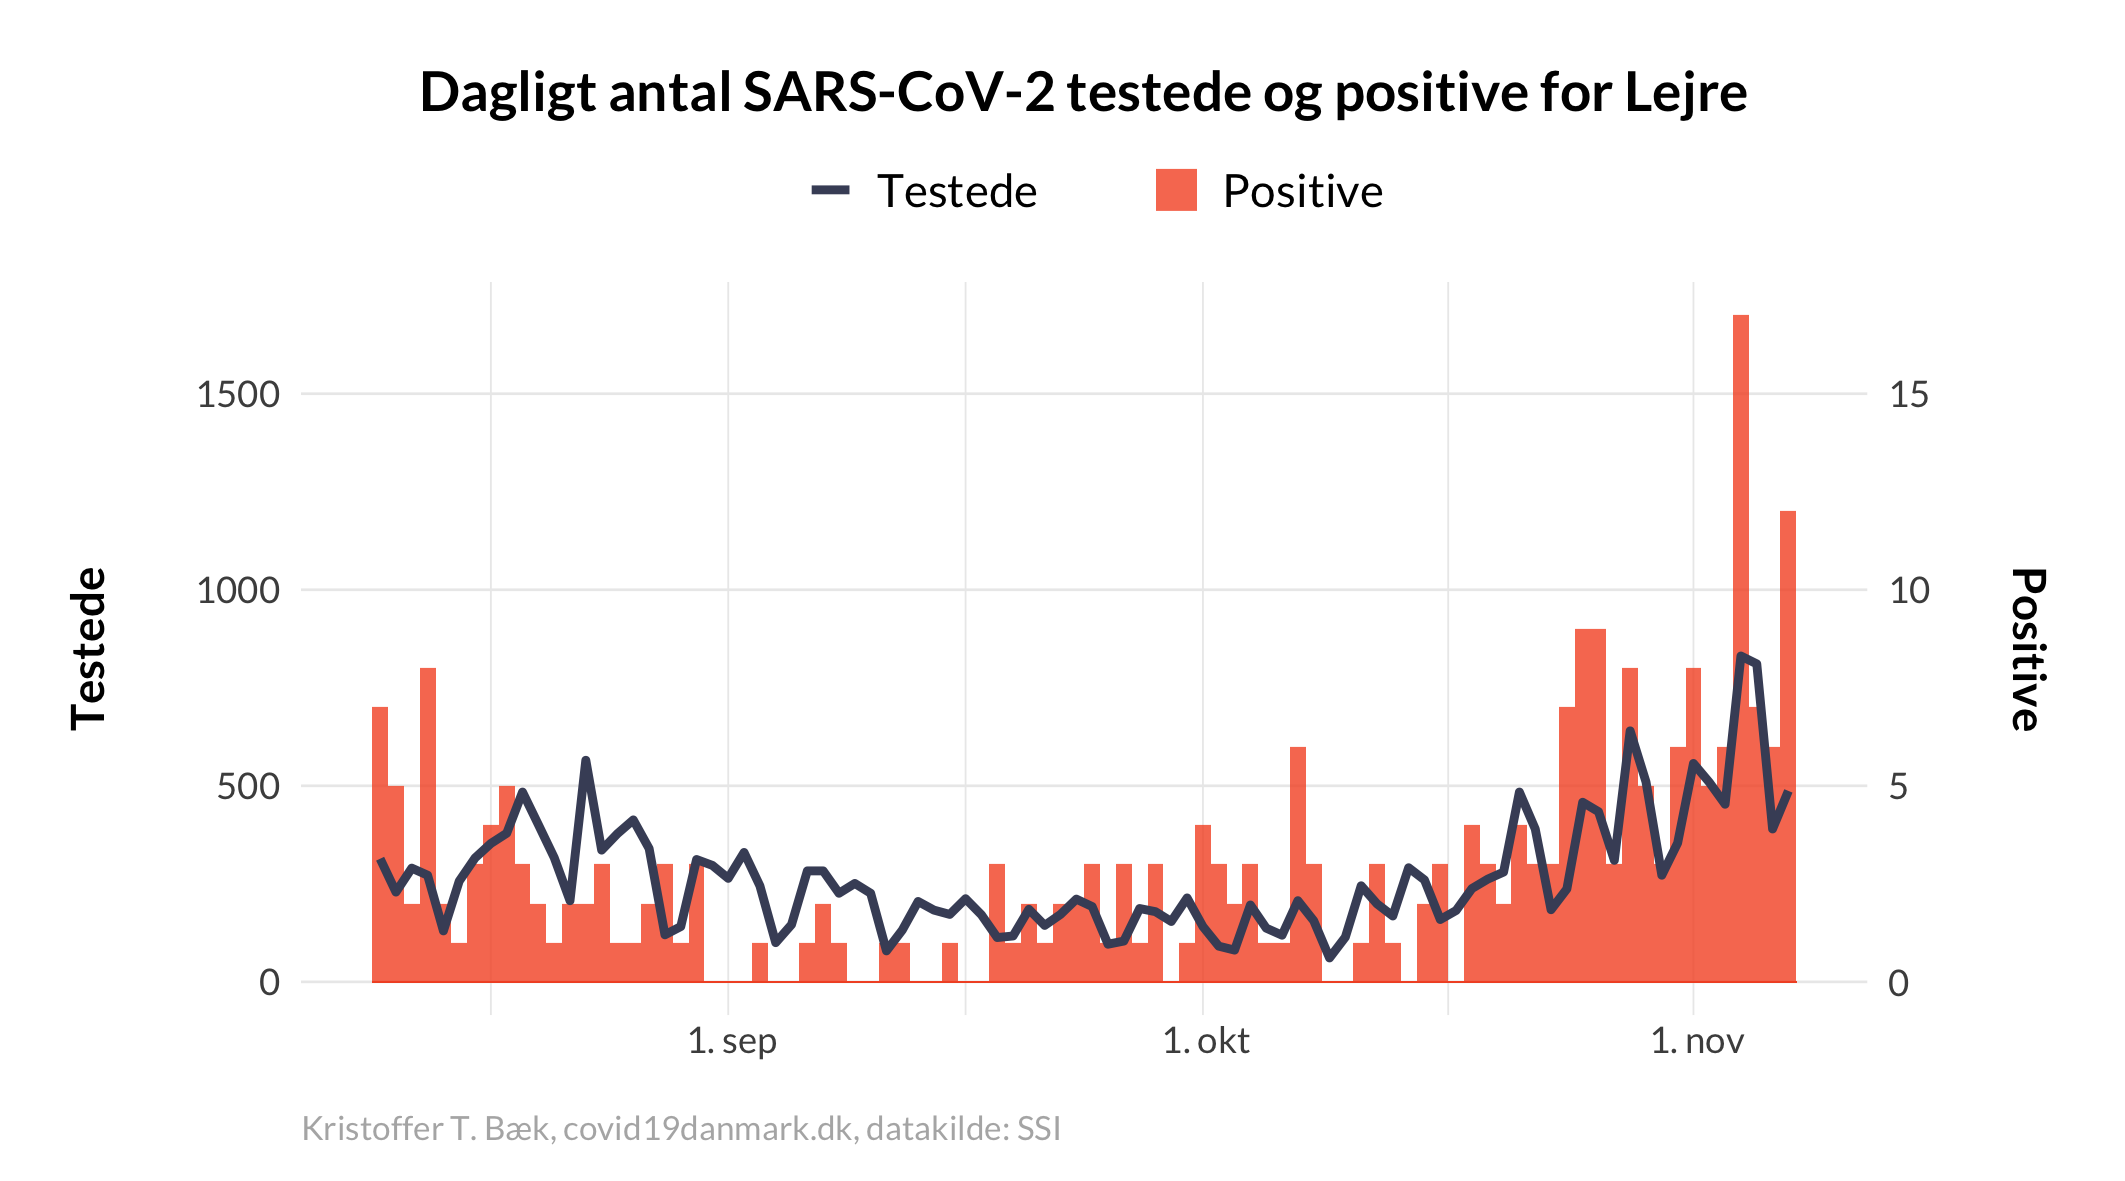 Dagligt antal SARS-CoV-2 testede og positive for Lejre
Testede Positive
1500 15
1000 10
500 5
0 0
Testede
Positive
1. sep 1. okt 1. nov
Kristoffer T. Bæk, covid19danmark.dk, datakilde: SSI